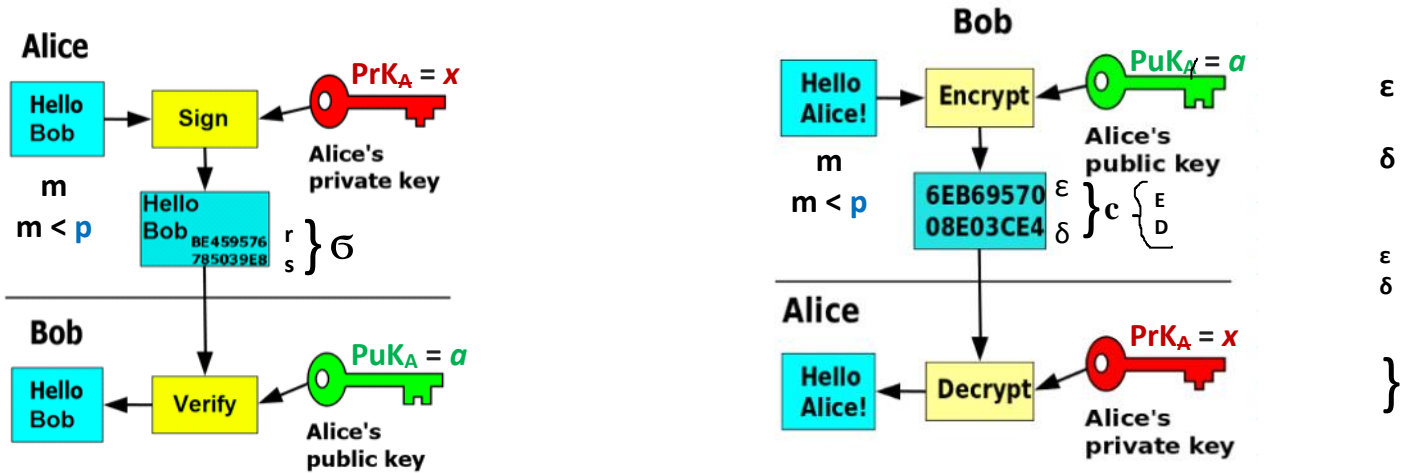 Alice
Hello
Bob
Sign
PrKA = x
Alice's
private key
m
m < p
Hello
Bob
BE459576
785039E8
r
s
} б
Bob
Hello
Bob
Verify
PuKA = a
Alice's
public key
Bob
Hello
Alice!
Encrypt
PuKA = a
Alice's
public key
m
m < p
6EB69570
08E03CE4
ε
δ
} c {
E
D
Alice
Hello
Alice!
Decrypt
PrKA = x
Alice's
private key
ε
δ
ε
δ
}